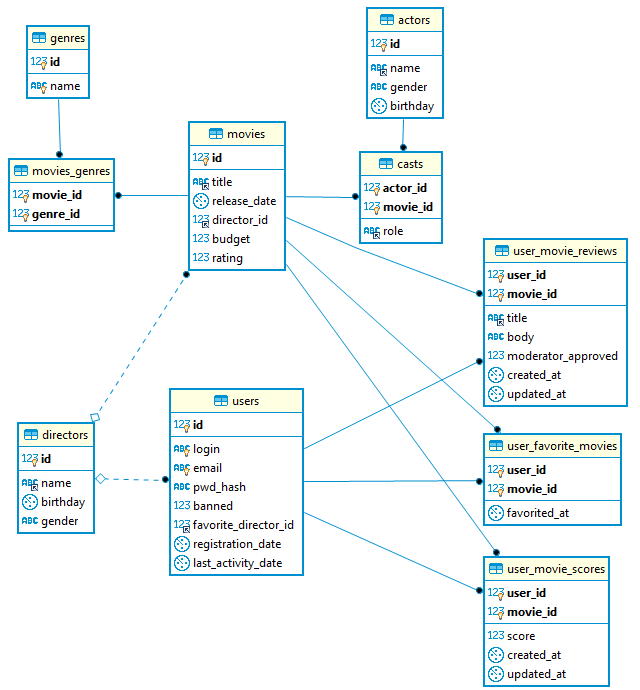 genres
123 id
ABC name
actors
123 id
ABC name
ABC gender
birthday
movies
123 id
ABC title
release_date
123 director_id
123 budget
123 rating
movies_genres
123 movie_id
123 genre_id
casts
123 actor_id
123 movie_id
ABC role
user_movie_reviews
123 user_id
123 movie_id
ABC title
ABC body
123 moderator_approved
created_at
updated_at
users
123 id
ABC login
ABC email
ABC pwd_hash
123 banned
123 favorite_director_id
registration_date
last_activity_date
directors
123 id
ABC name
birthday
ABC gender
user_favorite_movies
123 user_id
123 movie_id
favorited_at
user_movie_scores
123 user_id
123 movie_id
123 score
created_at
updated_at